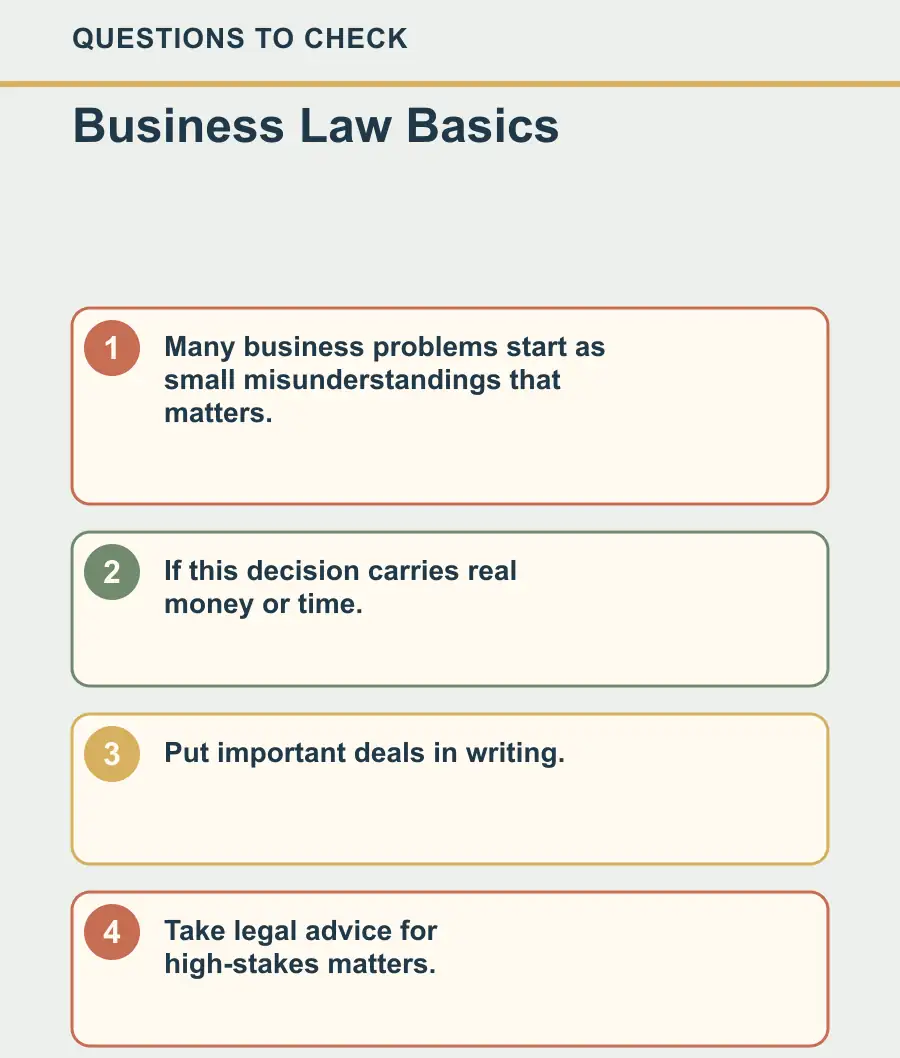 QUESTIONS TO CHECK
Business Law Basics
1
Many business problems start as
small misunderstandings that
matters.
2
If this decision carries real
money or time.
3
Put important deals in writing.
4
Take legal advice for
high-stakes matters.